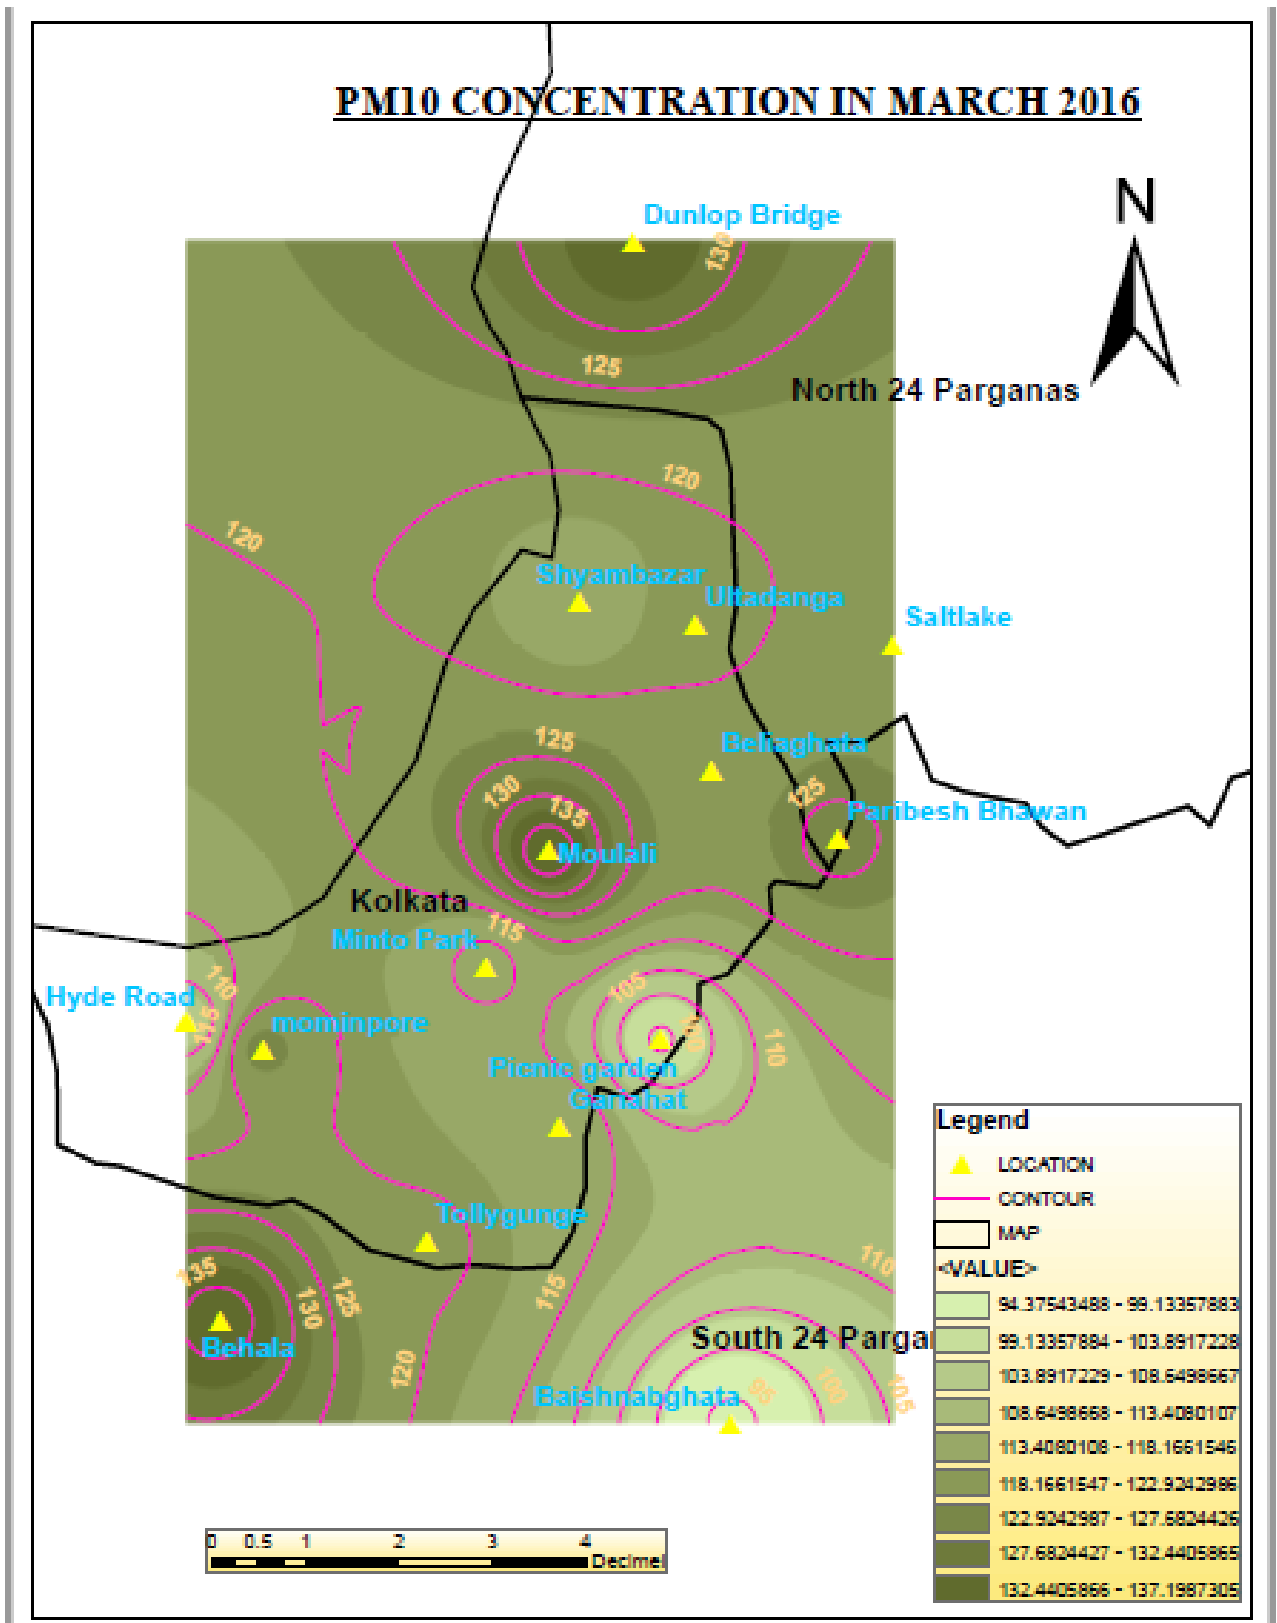 PM10 CONCENTRATION IN MARCH 2016
N
Dunlop Bridge
130
125
North 24 Parganas
120
120
Shyambazar
Ultadanga
Saltlake
125
Beliaghata
130
125
135
Paribesh Bhawan
Moulali
Kolkata
115
Minto Park
110
105
Hyde Road
115
mominpore
100
110
Picnic garden
Gariahat
Tollygunge
110
135
130
125
115
South 24 Pargan
Behala
120
95
100
105
Baishnabghata
Legend
LOCATION
CONTOUR
MAP
<VALUE>
94.37543488 - 99.13357883
99.13357884 - 103.8917228
103.8917229 - 108.6498667
108.6498668 - 113.4080107
113.4080108 - 118.1661546
118.1661547 - 122.9242986
122.9242987 - 127.6824426
127.6824427 - 132.4405865
132.4405866 - 137.1987305
0 0.5 1 2 3 4
Decimel